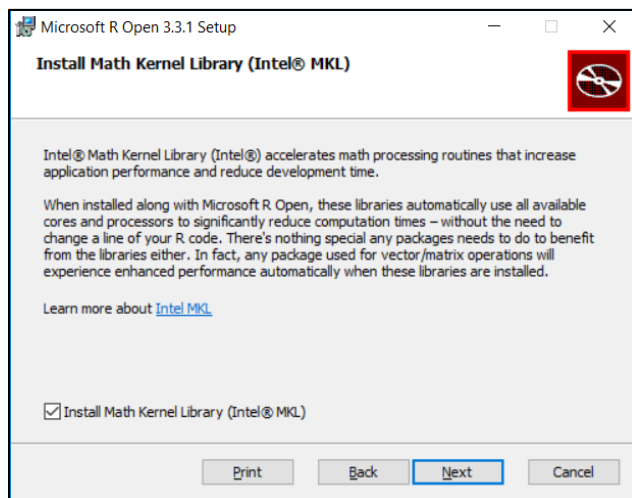 Microsoft R Open 3.3.1 Setup
Install Math Kernel Library (Intel® MKL)
Intel® Math Kernel Library (Intel®) accelerates math processing routines that increase
application performance and reduce development time.
When installed along with Microsoft R Open, these libraries automatically use all available
cores and processors to significantly reduce computation times – without the need to
change a line of your R code. There's nothing special any packages needs to do to benefit
from the libraries either. In fact, any package used for vector/matrix operations will
experience enhanced performance automatically when these libraries are installed.
Learn more about Intel MKL
Install Math Kernel Library (Intel® MKL)
Print Back Next Cancel